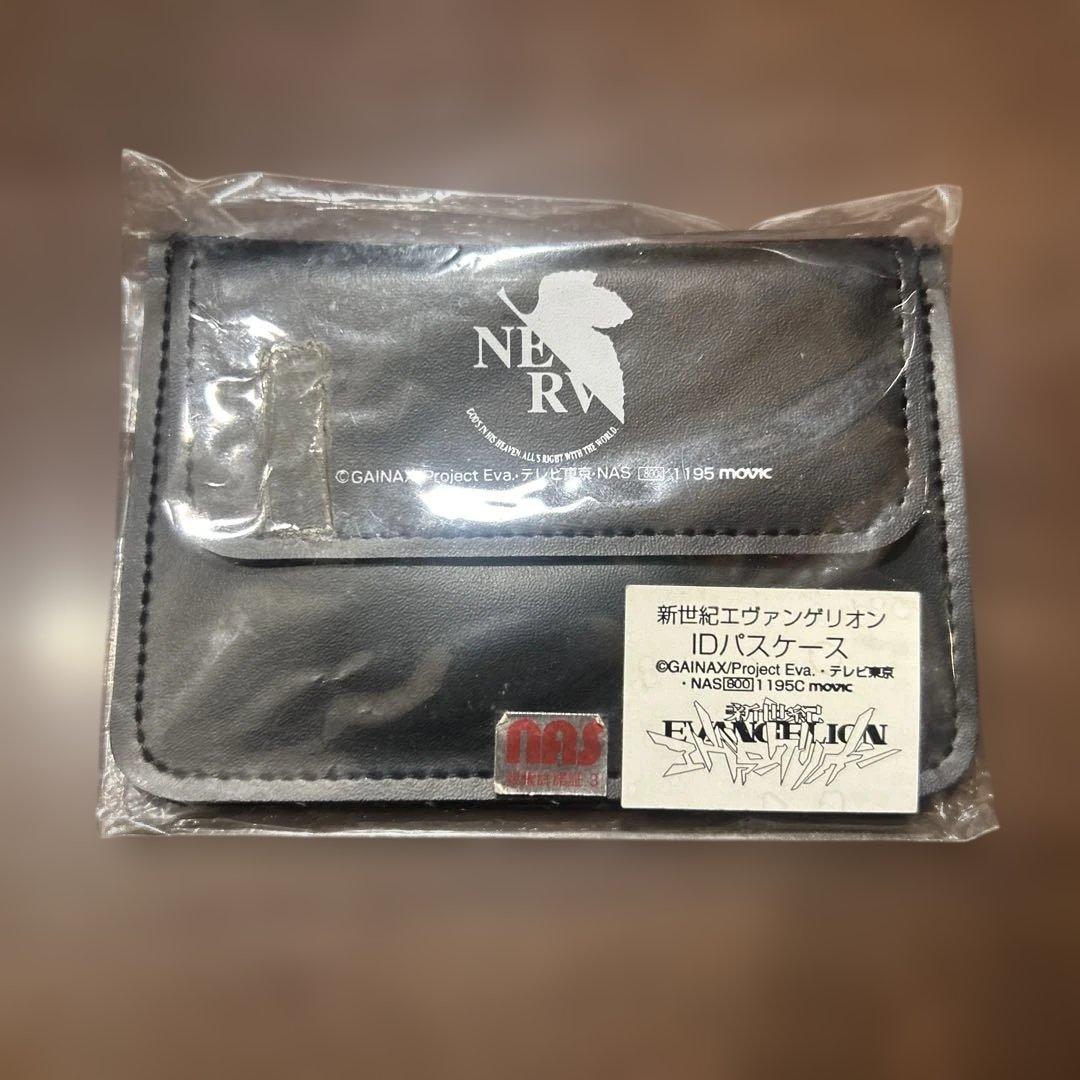 NE
RV
GOD'S IN HIS HEAVEN. ALL'S RIGHT WITH THE WORLD.
©GAINAX/Project Eva.・テレビ東京・NAS 800 1195 movic
新世紀エヴァンゲリオン
IDパスケース
©GAINAX/Project Eva.・テレビ東京
・NAS 800 1195C movic
新世紀
EVANGELION
エヴァンゲリオン
nas